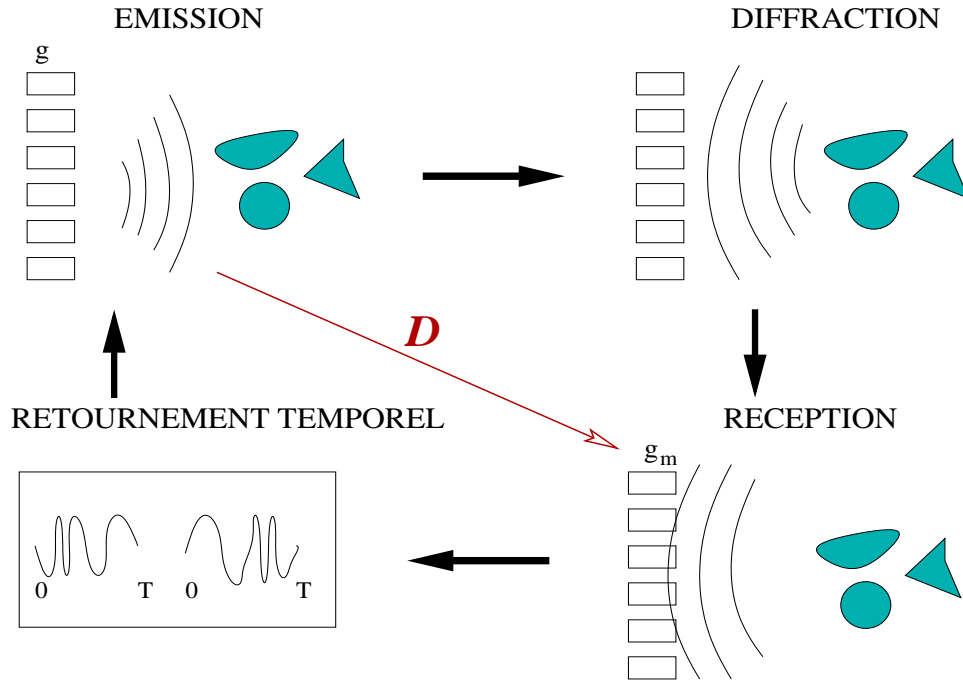 EMISSION
DIFFRACTION
g
D
RETOURNEMENT TEMPOREL
RECEPTION
g_m
0 T 0 T